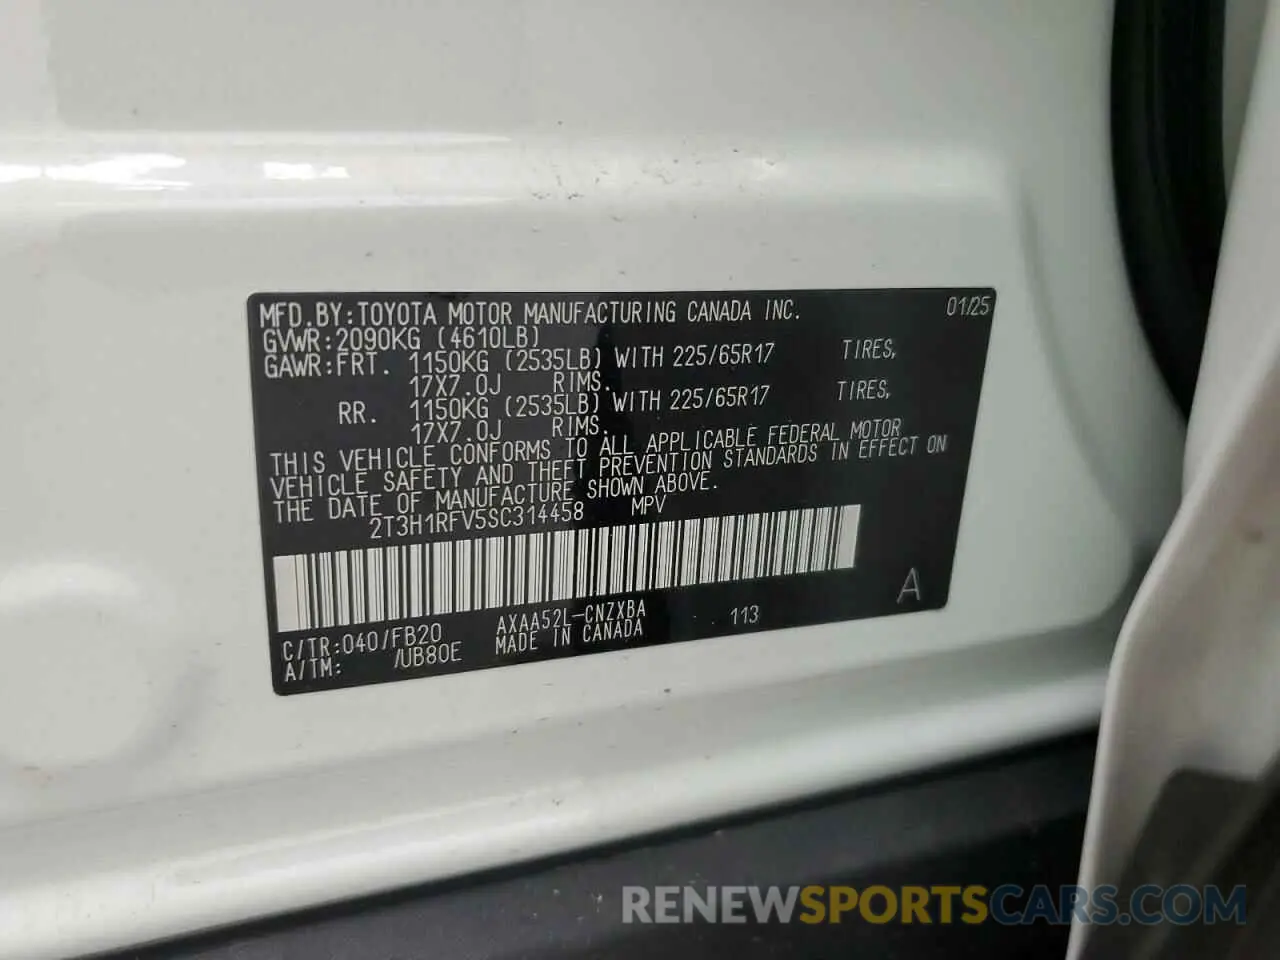 MFD.BY:TOYOTA MOTOR MANUFACTURING CANADA INC. 01/25
GVWR:2090KG (4610LB)
GAWR:FRT. 1150KG (2535LB) WITH 225/65R17 TIRES,
17X7.0J RIMS.
RR. 1150KG (2535LB) WITH 225/65R17 TIRES,
17X7.0J RIMS.
THIS VEHICLE CONFORMS TO ALL APPLICABLE FEDERAL MOTOR
VEHICLE SAFETY AND THEFT PREVENTION STANDARDS IN EFFECT ON
THE DATE OF MANUFACTURE SHOWN ABOVE.
2T3H1RFV5SC314458 MPV
A
C/TR:040/FB20 AXAA52L-CNZXBA 113
A/TM: /UB80E MADE IN CANADA
RENEWSPORTSCARS.COM